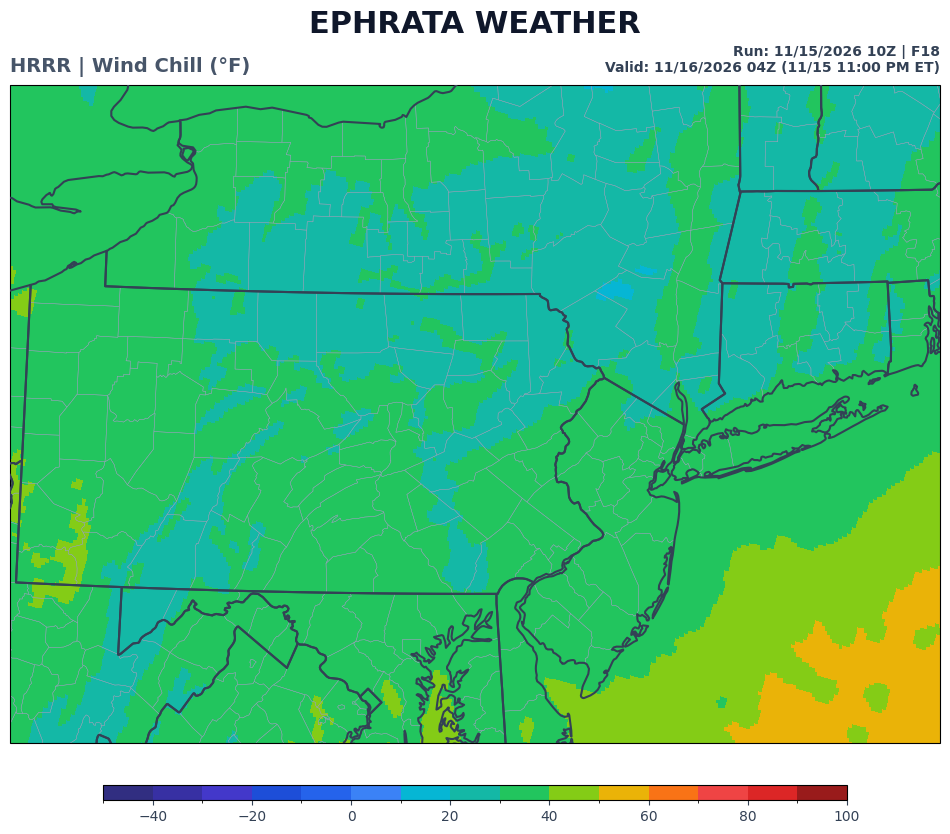 EPHRATA WEATHER
HRRR | Wind Chill (°F)
Run: 11/15/2026 10Z | F18
Valid: 11/16/2026 04Z (11/15 11:00 PM ET)
−40 −20 0 20 40 60 80 100